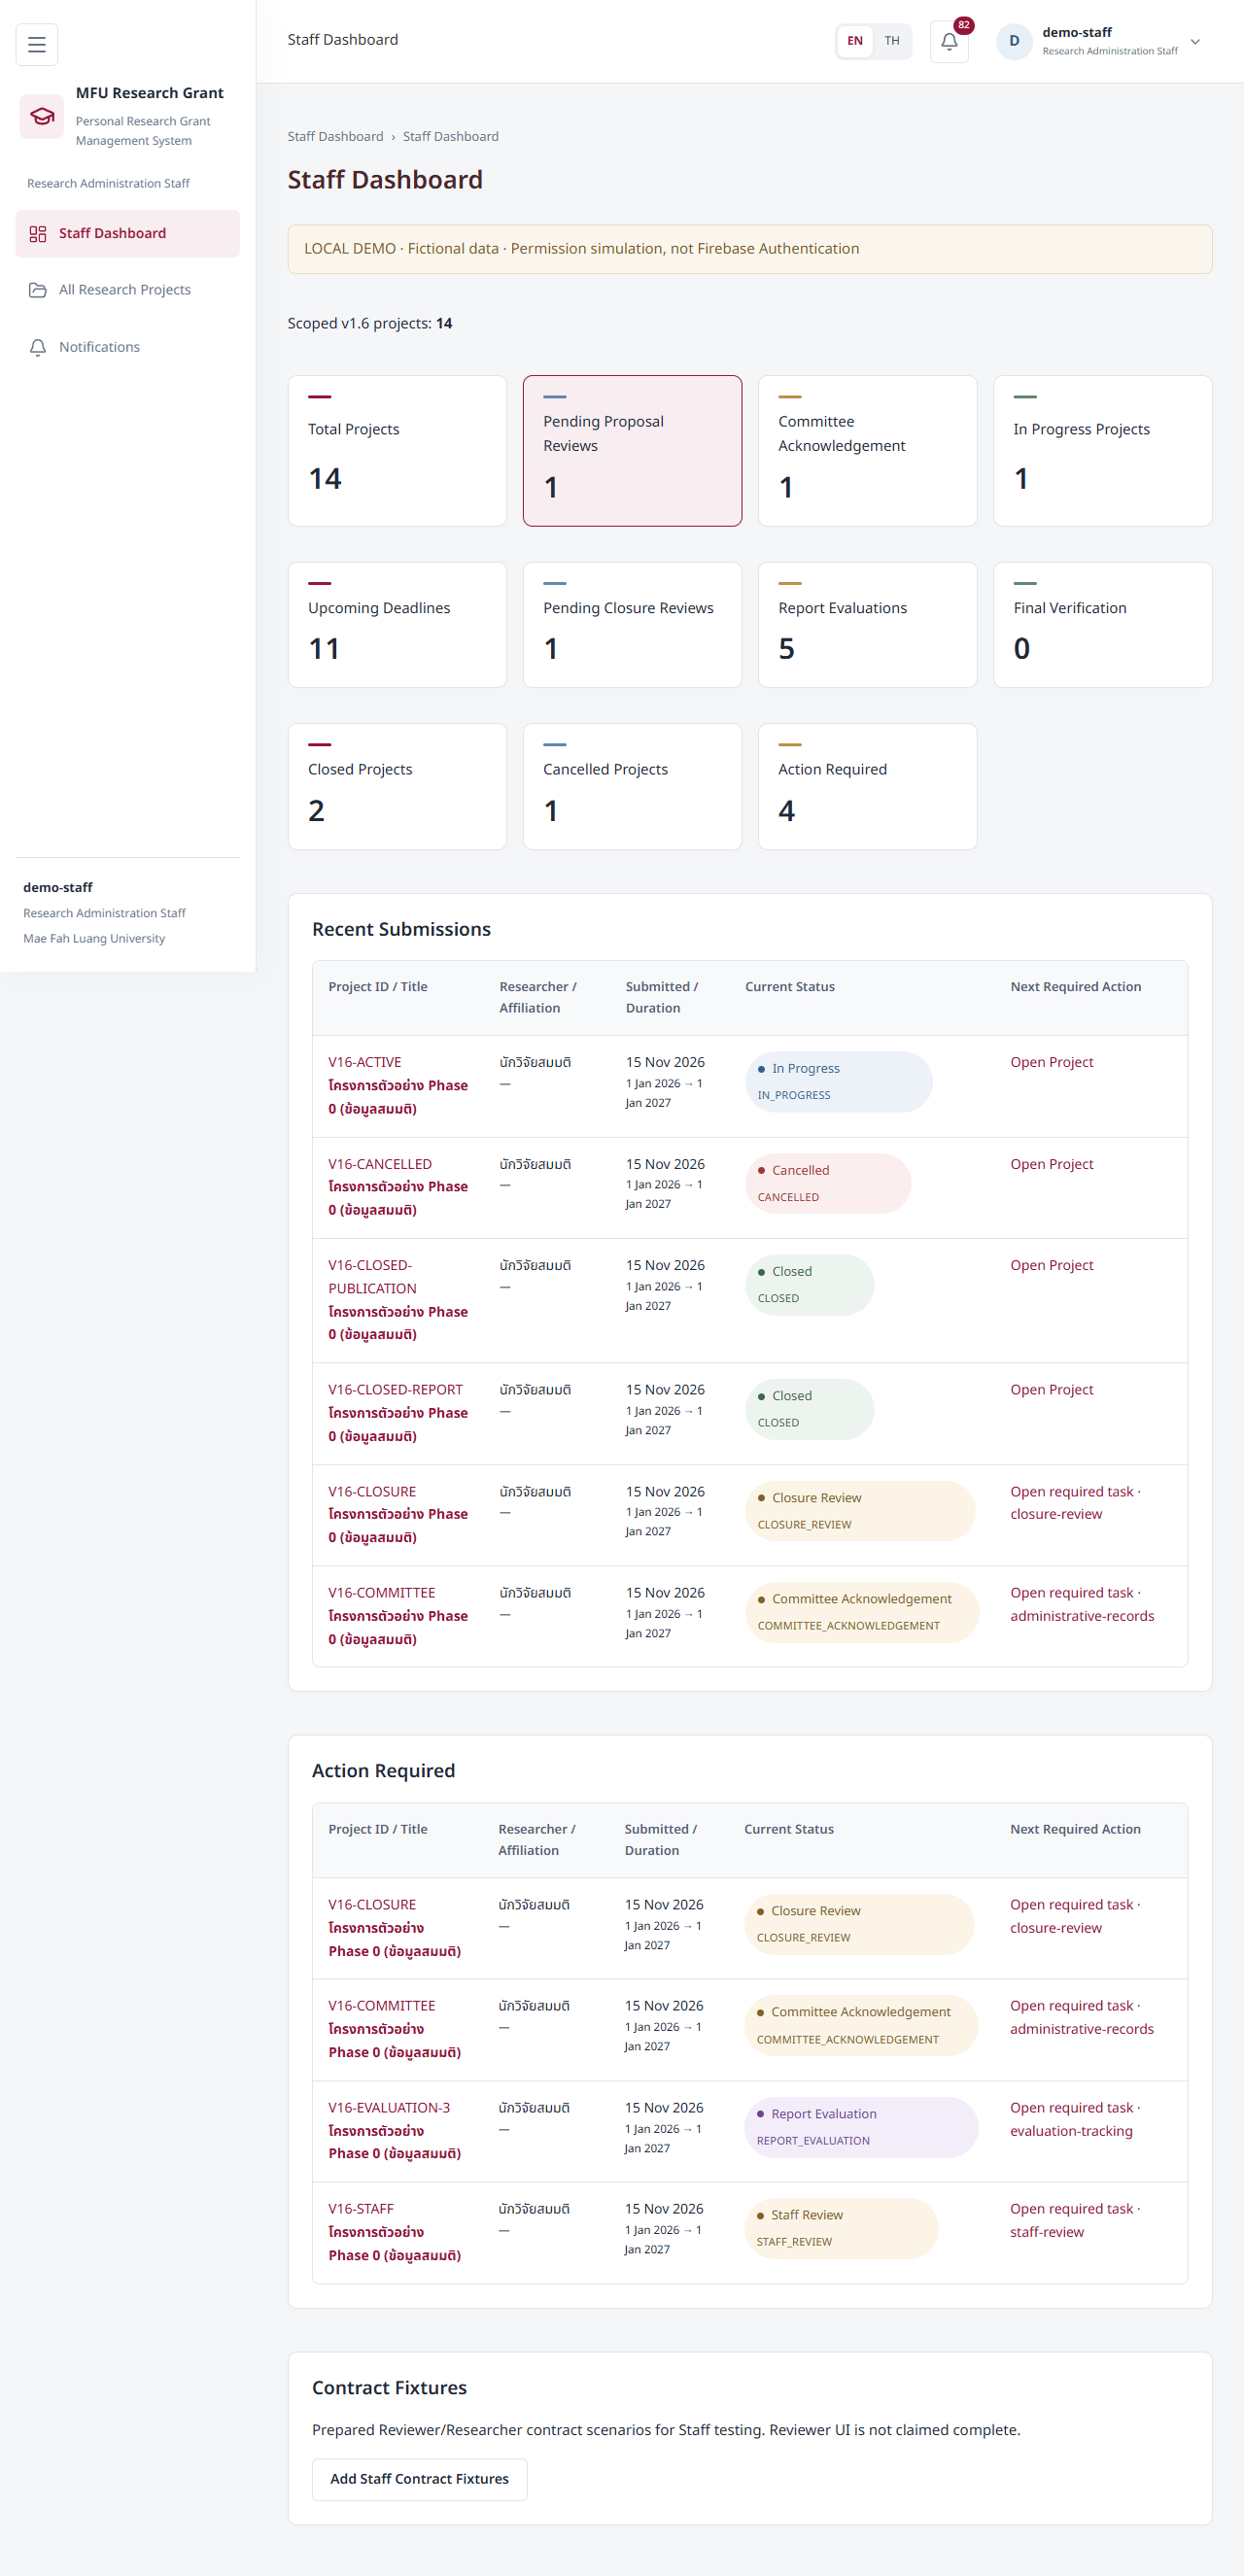 MFU Research Grant
Personal Research Grant
Management System
Research Administration Staff
Staff Dashboard
All Research Projects
Notifications
demo-staff
Research Administration Staff
Mae Fah Luang University
Staff Dashboard
EN TH
82
D
demo-staff
Research Administration Staff
Staff Dashboard › Staff Dashboard
Staff Dashboard
LOCAL DEMO · Fictional data · Permission simulation, not Firebase Authentication
Scoped v1.6 projects: 14
Total Projects
14
Pending Proposal
Reviews
1
Committee
Acknowledgement
1
In Progress Projects
1
Upcoming Deadlines
11
Pending Closure Reviews
1
Report Evaluations
5
Final Verification
0
Closed Projects
2
Cancelled Projects
1
Action Required
4
Recent Submissions
Project ID / Title
Researcher /
Affiliation
Submitted /
Duration
Current Status
Next Required Action
V16-ACTIVE
โครงการตัวอย่าง Phase
0 (ข้อมูลสมมติ)
นักวิจัยสมมติ
—
15 Nov 2026
1 Jan 2026 → 1
Jan 2027
In Progress
IN_PROGRESS
Open Project
V16-CANCELLED
โครงการตัวอย่าง Phase
0 (ข้อมูลสมมติ)
นักวิจัยสมมติ
—
15 Nov 2026
1 Jan 2026 → 1
Jan 2027
Cancelled
CANCELLED
Open Project
V16-CLOSED-
PUBLICATION
โครงการตัวอย่าง Phase
0 (ข้อมูลสมมติ)
นักวิจัยสมมติ
—
15 Nov 2026
1 Jan 2026 → 1
Jan 2027
Closed
CLOSED
Open Project
V16-CLOSED-REPORT
โครงการตัวอย่าง Phase
0 (ข้อมูลสมมติ)
นักวิจัยสมมติ
—
15 Nov 2026
1 Jan 2026 → 1
Jan 2027
Closed
CLOSED
Open Project
V16-CLOSURE
โครงการตัวอย่าง Phase
0 (ข้อมูลสมมติ)
นักวิจัยสมมติ
—
15 Nov 2026
1 Jan 2026 → 1
Jan 2027
Closure Review
CLOSURE_REVIEW
Open required task ·
closure-review
V16-COMMITTEE
โครงการตัวอย่าง Phase
0 (ข้อมูลสมมติ)
นักวิจัยสมมติ
—
15 Nov 2026
1 Jan 2026 → 1
Jan 2027
Committee Acknowledgement
COMMITTEE_ACKNOWLEDGEMENT
Open required task ·
administrative-records
Action Required
Project ID / Title
Researcher /
Affiliation
Submitted /
Duration
Current Status
Next Required Action
V16-CLOSURE
โครงการตัวอย่าง
Phase 0 (ข้อมูลสมมติ)
นักวิจัยสมมติ
—
15 Nov 2026
1 Jan 2026 → 1
Jan 2027
Closure Review
CLOSURE_REVIEW
Open required task ·
closure-review
V16-COMMITTEE
โครงการตัวอย่าง
Phase 0 (ข้อมูลสมมติ)
นักวิจัยสมมติ
—
15 Nov 2026
1 Jan 2026 → 1
Jan 2027
Committee Acknowledgement
COMMITTEE_ACKNOWLEDGEMENT
Open required task ·
administrative-records
V16-EVALUATION-3
โครงการตัวอย่าง
Phase 0 (ข้อมูลสมมติ)
นักวิจัยสมมติ
—
15 Nov 2026
1 Jan 2026 → 1
Jan 2027
Report Evaluation
REPORT_EVALUATION
Open required task ·
evaluation-tracking
V16-STAFF
โครงการตัวอย่าง
Phase 0 (ข้อมูลสมมติ)
นักวิจัยสมมติ
—
15 Nov 2026
1 Jan 2026 → 1
Jan 2027
Staff Review
STAFF_REVIEW
Open required task ·
staff-review
Contract Fixtures
Prepared Reviewer/Researcher contract scenarios for Staff testing. Reviewer UI is not claimed complete.
Add Staff Contract Fixtures